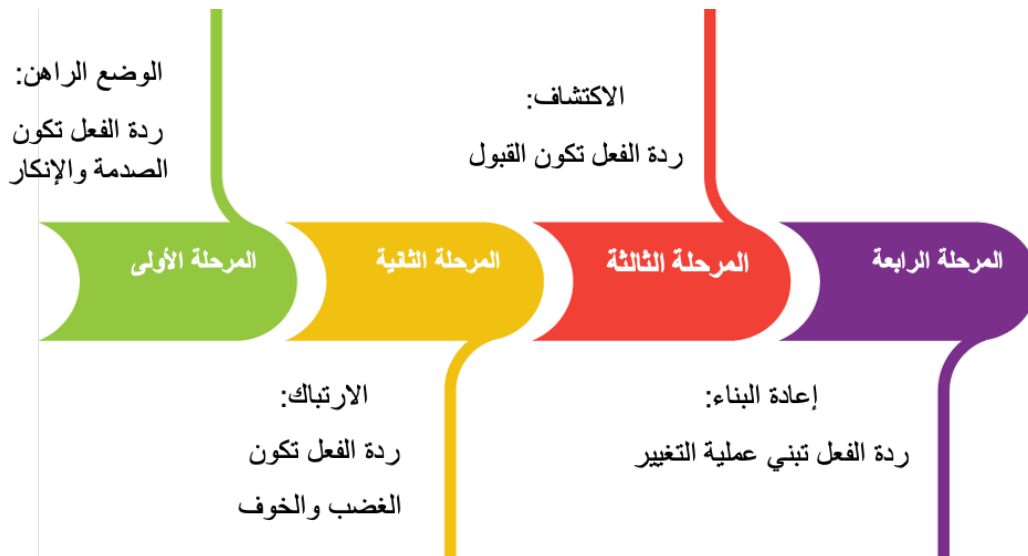 الوضع الراهن:
ردة الفعل تكون
الصدمة والإنكار
الاكتشاف:
ردة الفعل تكون القبول
المرحلة الأولى
المرحلة الثانية
المرحلة الثالثة
المرحلة الرابعة
الارتباك:
ردة الفعل تكون
الغضب والخوف
إعادة البناء:
ردة الفعل تبني عملية التغيير